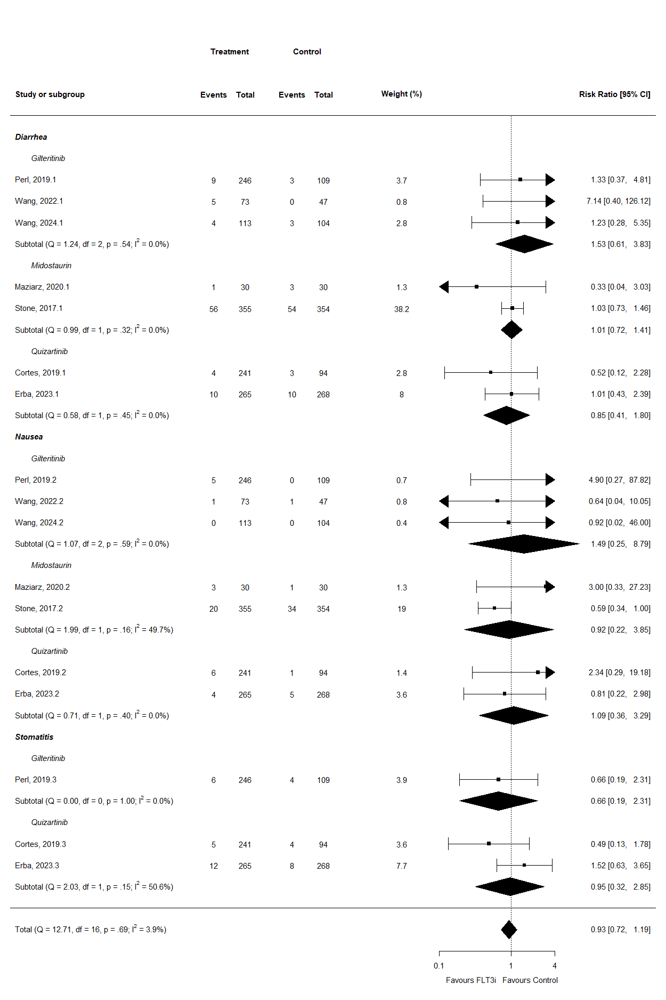 Treatment Control
Study or subgroup Events Total Events Total Weight (%) Risk Ratio [95% CI]
Diarrhea
Gilteritinib
Perl, 2019.1 9 246 3 109 3.7 1.33 [0.37, 4.81]
Wang, 2022.1 5 73 0 47 0.8 7.14 [0.40, 126.12]
Wang, 2024.1 4 113 3 104 2.8 1.23 [0.28, 5.35]
Subtotal (Q = 1.24, df = 2, p = .54; I² = 0.0%) 1.53 [0.61, 3.83]
Midostaurin
Maziarz, 2020.1 1 30 3 30 1.3 0.33 [0.04, 3.03]
Stone, 2017.1 56 355 54 354 38.2 1.03 [0.73, 1.46]
Subtotal (Q = 0.99, df = 1, p = .32; I² = 0.0%) 1.01 [0.72, 1.41]
Quizartinib
Cortes, 2019.1 4 241 3 94 2.8 0.52 [0.12, 2.28]
Erba, 2023.1 10 265 10 268 8 1.01 [0.43, 2.39]
Subtotal (Q = 0.58, df = 1, p = .45; I² = 0.0%) 0.85 [0.41, 1.80]
Nausea
Gilteritinib
Perl, 2019.2 5 246 0 109 0.7 4.90 [0.27, 87.82]
Wang, 2022.2 1 73 1 47 0.8 0.64 [0.04, 10.05]
Wang, 2024.2 0 113 0 104 0.4 0.92 [0.02, 46.00]
Subtotal (Q = 1.07, df = 2, p = .59; I² = 0.0%) 1.49 [0.25, 8.79]
Midostaurin
Maziarz, 2020.2 3 30 1 30 1.3 3.00 [0.33, 27.23]
Stone, 2017.2 20 355 34 354 19 0.59 [0.34, 1.00]
Subtotal (Q = 1.99, df = 1, p = .16; I² = 49.7%) 0.92 [0.22, 3.85]
Quizartinib
Cortes, 2019.2 6 241 1 94 1.4 2.34 [0.29, 19.18]
Erba, 2023.2 4 265 5 268 3.6 0.81 [0.22, 2.98]
Subtotal (Q = 0.71, df = 1, p = .40; I² = 0.0%) 1.09 [0.36, 3.29]
Stomatitis
Gilteritinib
Perl, 2019.3 6 246 4 109 3.9 0.66 [0.19, 2.31]
Subtotal (Q = 0.00, df = 0, p = 1.00; I² = 0.0%) 0.66 [0.19, 2.31]
Quizartinib
Cortes, 2019.3 5 241 4 94 3.6 0.49 [0.13, 1.78]
Erba, 2023.3 12 265 8 268 7.7 1.52 [0.63, 3.65]
Subtotal (Q = 2.03, df = 1, p = .15; I² = 50.6%) 0.95 [0.32, 2.85]
Total (Q = 12.71, df = 16, p = .69; I² = 3.9%) 0.93 [0.72, 1.19]
0.1 1 4
Favours FLT3i Favours Control